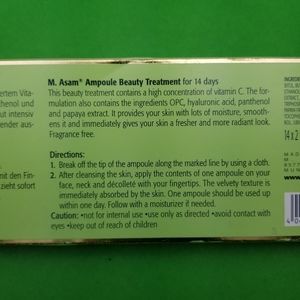 M. Asam® Ampoule Beauty Treatment for 14 days
This beauty treatment contains a high concentration of vitamin C. The for-
mulation also contains the ingredients OPC, hyaluronic acid, panthenol
and papaya extract. It provides your skin with lots of moisture, smooth-
ens it and immediately gives your skin a fresher and more radiant look.
Fragrance free.
Directions:
1. Break off the tip of the ampoule along the marked line by using a cloth.
2. After cleansing the skin, apply the contents of one ampoule on your
face, neck and décolleté with your fingertips. The velvety texture is
immediately absorbed by the skin. One ampoule should be used up
within one day. Follow with a moisturizer if needed.
Caution: •not for internal use •use only as directed •avoid contact with
eyes •keep out of reach of children
ertem Vita-
thenol und
ut intensiv
ender aus-
mit den Fin-
zieht sofort
INGREDIE
14 x 2